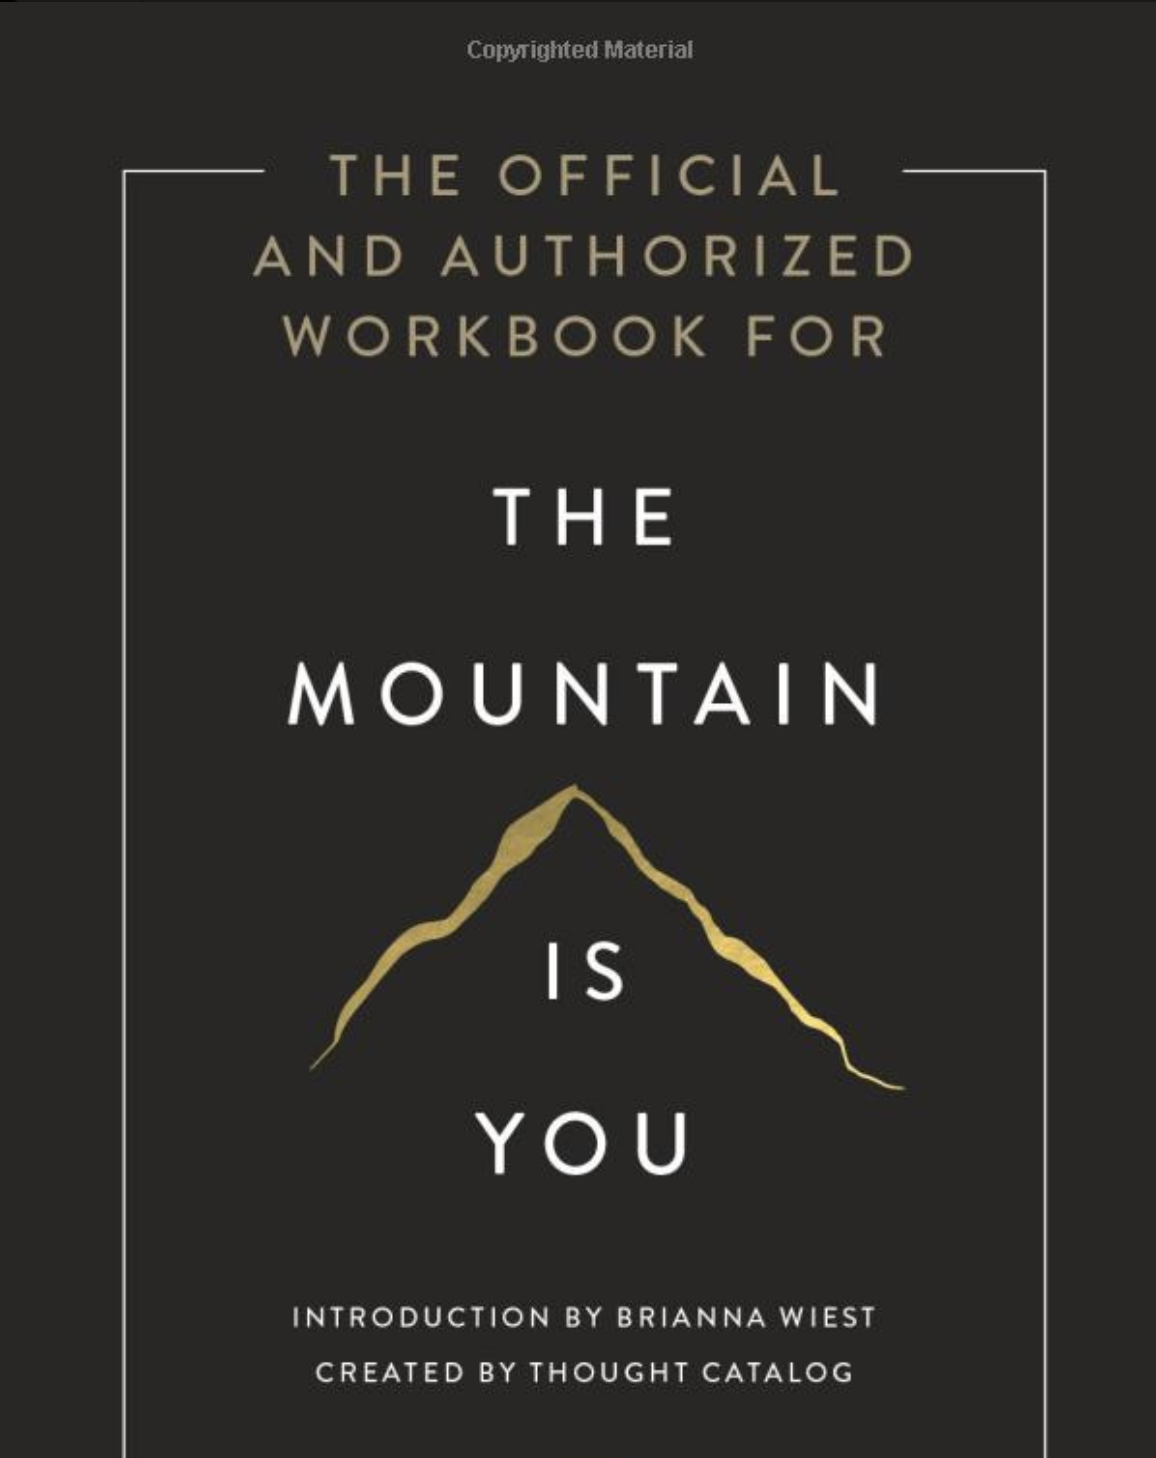 Copyrighted Material
THE OFFICIAL
AND AUTHORIZED
WORKBOOK FOR
THE
MOUNTAIN
IS
YOU
INTRODUCTION BY BRIANNA WIEST
CREATED BY THOUGHT CATALOG